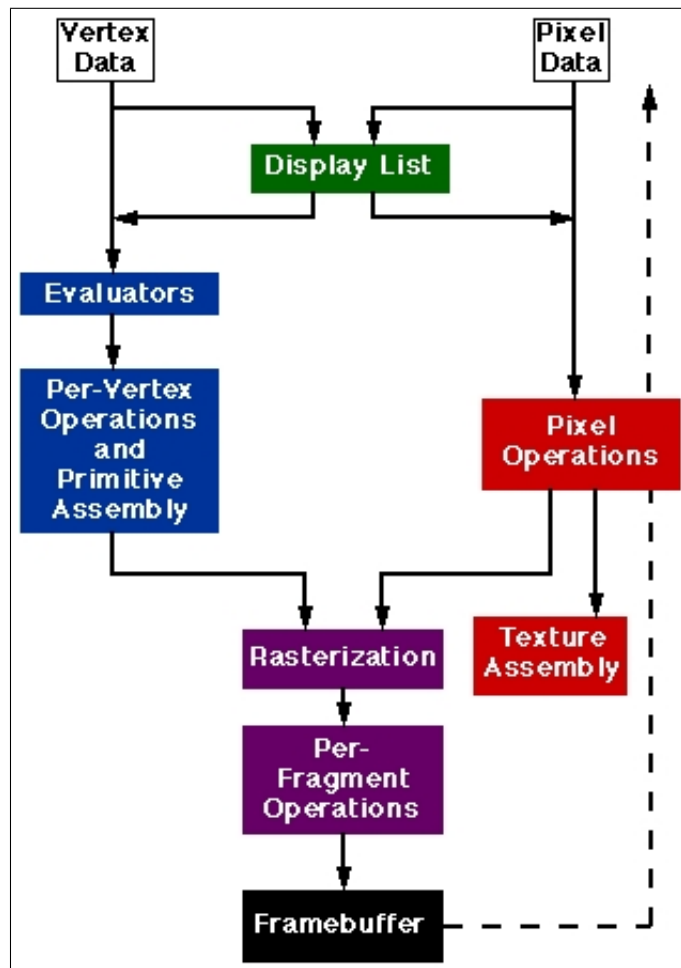 Vertex
Data
Pixel
Data
Display List
Evaluators
Per-Vertex
Operations
and
Primitive
Assembly
Pixel
Operations
Rasterization
Texture
Assembly
Per-
Fragment
Operations
Framebuffer